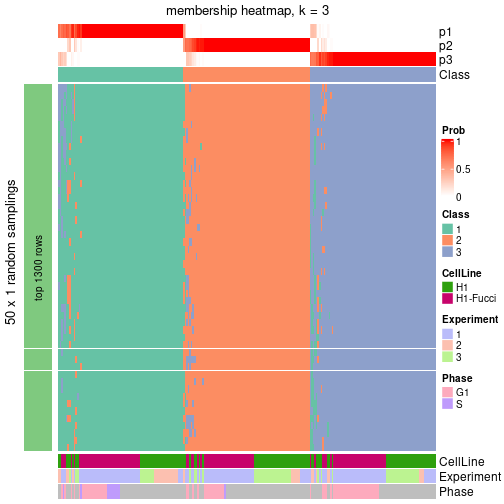 membership heatmap, k = 3
p1
p2
p3
Class
50 x 1 random samplings
top 1300 rows
Prob
1
0.5
0
Class
1
2
3
CellLine
H1
H1-Fucci
Experiment
1
2
3
Phase
G1
S
CellLine
Experiment
Phase